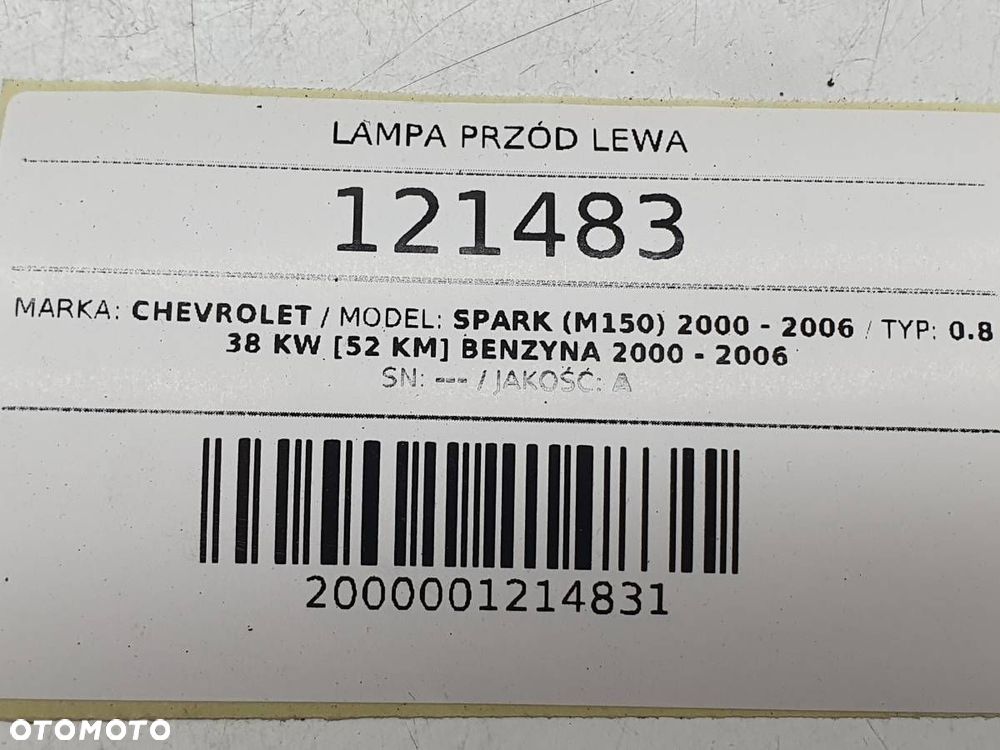 LAMPA PRZÓD LEWA
121483
MARKA: CHEVROLET / MODEL: SPARK (M150) 2000 - 2006 / TYP: 0.8
38 KW [52 KM] BENZYNA 2000 - 2006
SN: --- / JAKOŚĆ: A
2000001214831
OTOMOTO